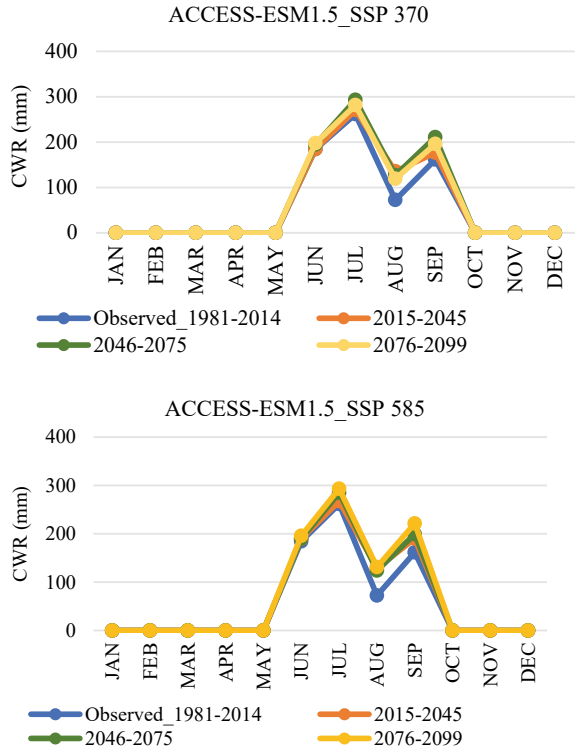 ACCESS-ESM1.5_SSP 370
400
300
200
100
0
CWR (mm)
JAN FEB MAR APR MAY JUN JUL AUG SEP OCT NOV DEC
Observed_1981-2014 2015-2045
2046-2075 2076-2099
ACCESS-ESM1.5_SSP 585
400
300
200
100
0
CWR (mm)
JAN FEB MAR APR MAY JUN JUL AUG SEP OCT NOV DEC
Observed_1981-2014 2015-2045
2046-2075 2076-2099